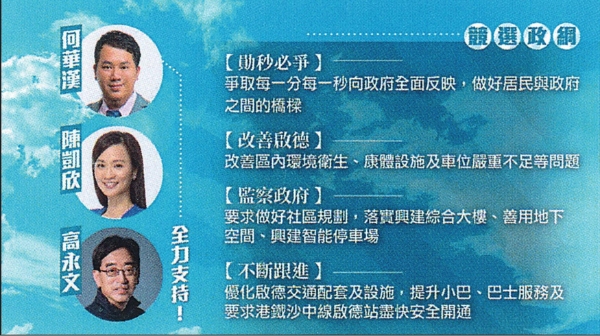 競選政綱
何華漢
陳凱欣
高永文
全力支持！
【勛秒必爭】
爭取每一分每一秒向政府全面反映，做好居民與政府
之間的橋樑
【改善啟德】
改善區內環境衛生、康體設施及車位嚴重不足等問題
【監察政府】
要求做好社區規劃，落實興建綜合大樓、善用地下
空間、興建智能停車場
【不斷跟進】
優化啟德交通配套及設施，提升小巴、巴士服務及
要求港鐵沙中線啟德站盡快安全開通